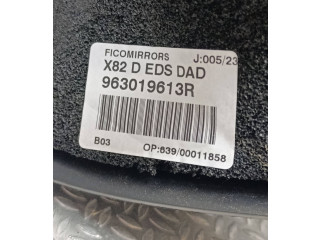 FICOMIRRORS J:005/23
X82 D EDS DAD
963019613R
B03 OP:639/00011858